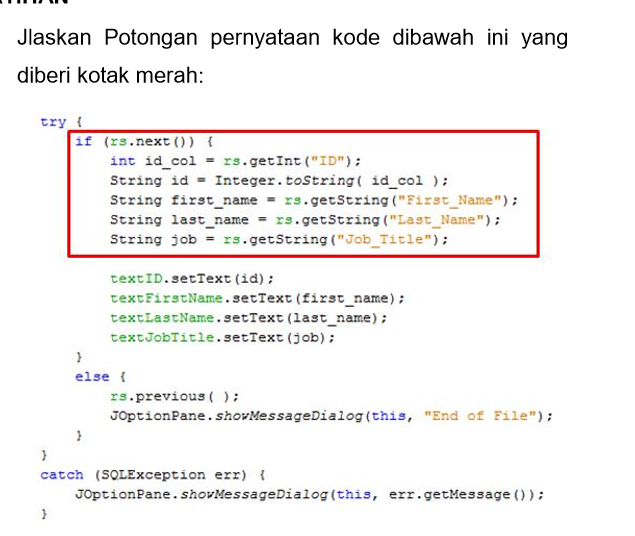 Jlaskan Potongan pernyataan kode dibawah ini yang
diberi kotak merah:
try {
if (rs.next()) {
int id_col = rs.getInt("ID");
String id = Integer.toString( id_col );
String first_name = rs.getString("First_Name");
String last_name = rs.getString("Last_Name");
String job = rs.getString("Job_Title");
textID.setText(id);
textFirstName.setText(first_name);
textLastName.setText(last_name);
textJobTitle.setText(job);
}
else {
rs.previous( );
JOptionPane.showMessageDialog(this, "End of File");
}
}
catch (SQLException err) {
JOptionPane.showMessageDialog(this, err.getMessage());
}